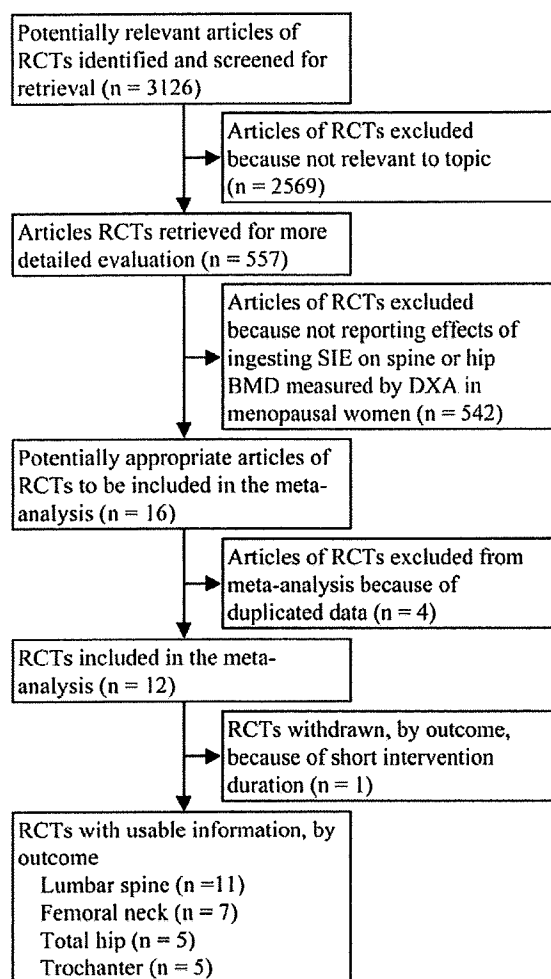 Potentially relevant articles of
RCTs identified and screened for
retrieval (n = 3126)
Articles of RCTs excluded
because not relevant to topic
(n = 2569)
Articles RCTs retrieved for more
detailed evaluation (n = 557)
Articles of RCTs excluded
because not reporting effects of
ingesting SIE on spine or hip
BMD measured by DXA in
menopausal women (n = 542)
Potentially appropriate articles of
RCTs to be included in the meta-
analysis (n = 16)
Articles of RCTs excluded from
meta-analysis because of
duplicated data (n = 4)
RCTs included in the meta-
analysis (n = 12)
RCTs withdrawn, by outcome,
because of short intervention
duration (n = 1)
RCTs with usable information, by
outcome
Lumbar spine (n =11)
Femoral neck (n = 7)
Total hip (n = 5)
Trochanter (n = 5)